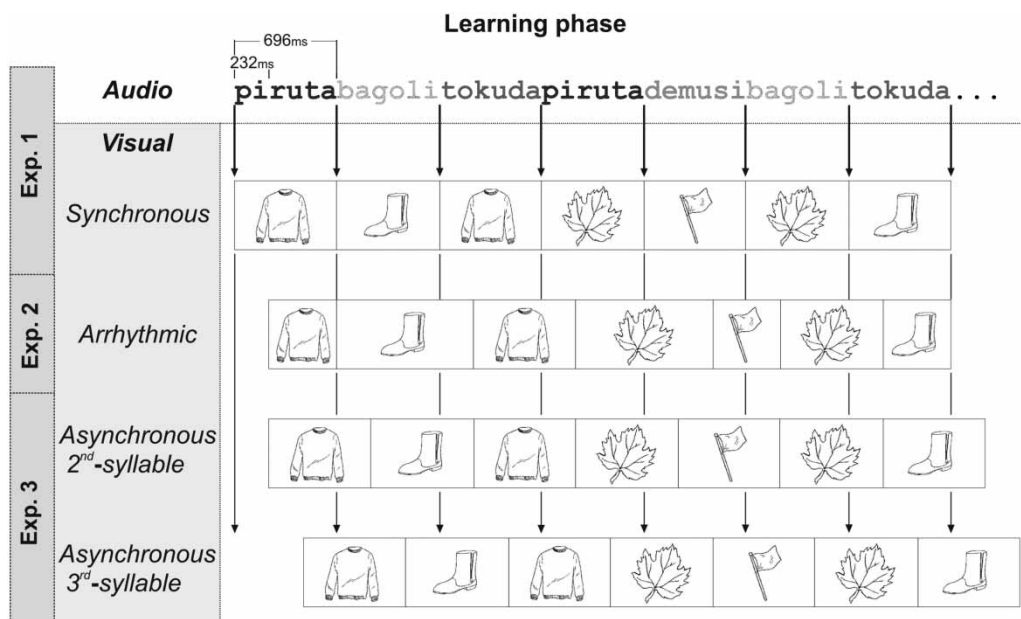 Learning phase
696ms
232ms
Audio
pirutabagolitokudapirutademusibagolitokuda...
Exp. 1
Visual
Synchronous
Exp. 2
Arrhythmic
Exp. 3
Asynchronous
2nd-syllable
Asynchronous
3rd-syllable